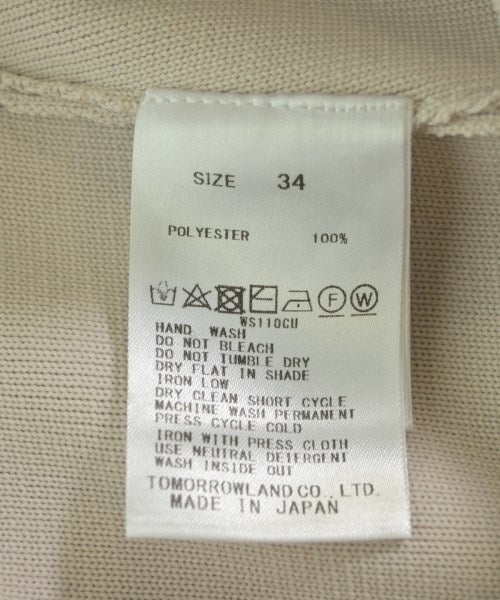 SIZE 34
POLYESTER 100%
F W
WS110CU
HAND WASH
DO NOT BLEACH
DO NOT TUMBLE DRY
DRY FLAT IN SHADE
IRON LOW
DRY CLEAN SHORT CYCLE
MACHINE WASH PERMANENT
PRESS CYCLE COLD
IRON WITH PRESS CLOTH
USE NEUTRAL DETERGENT
WASH INSIDE OUT
TOMORROWLAND CO., LTD.
MADE IN JAPAN